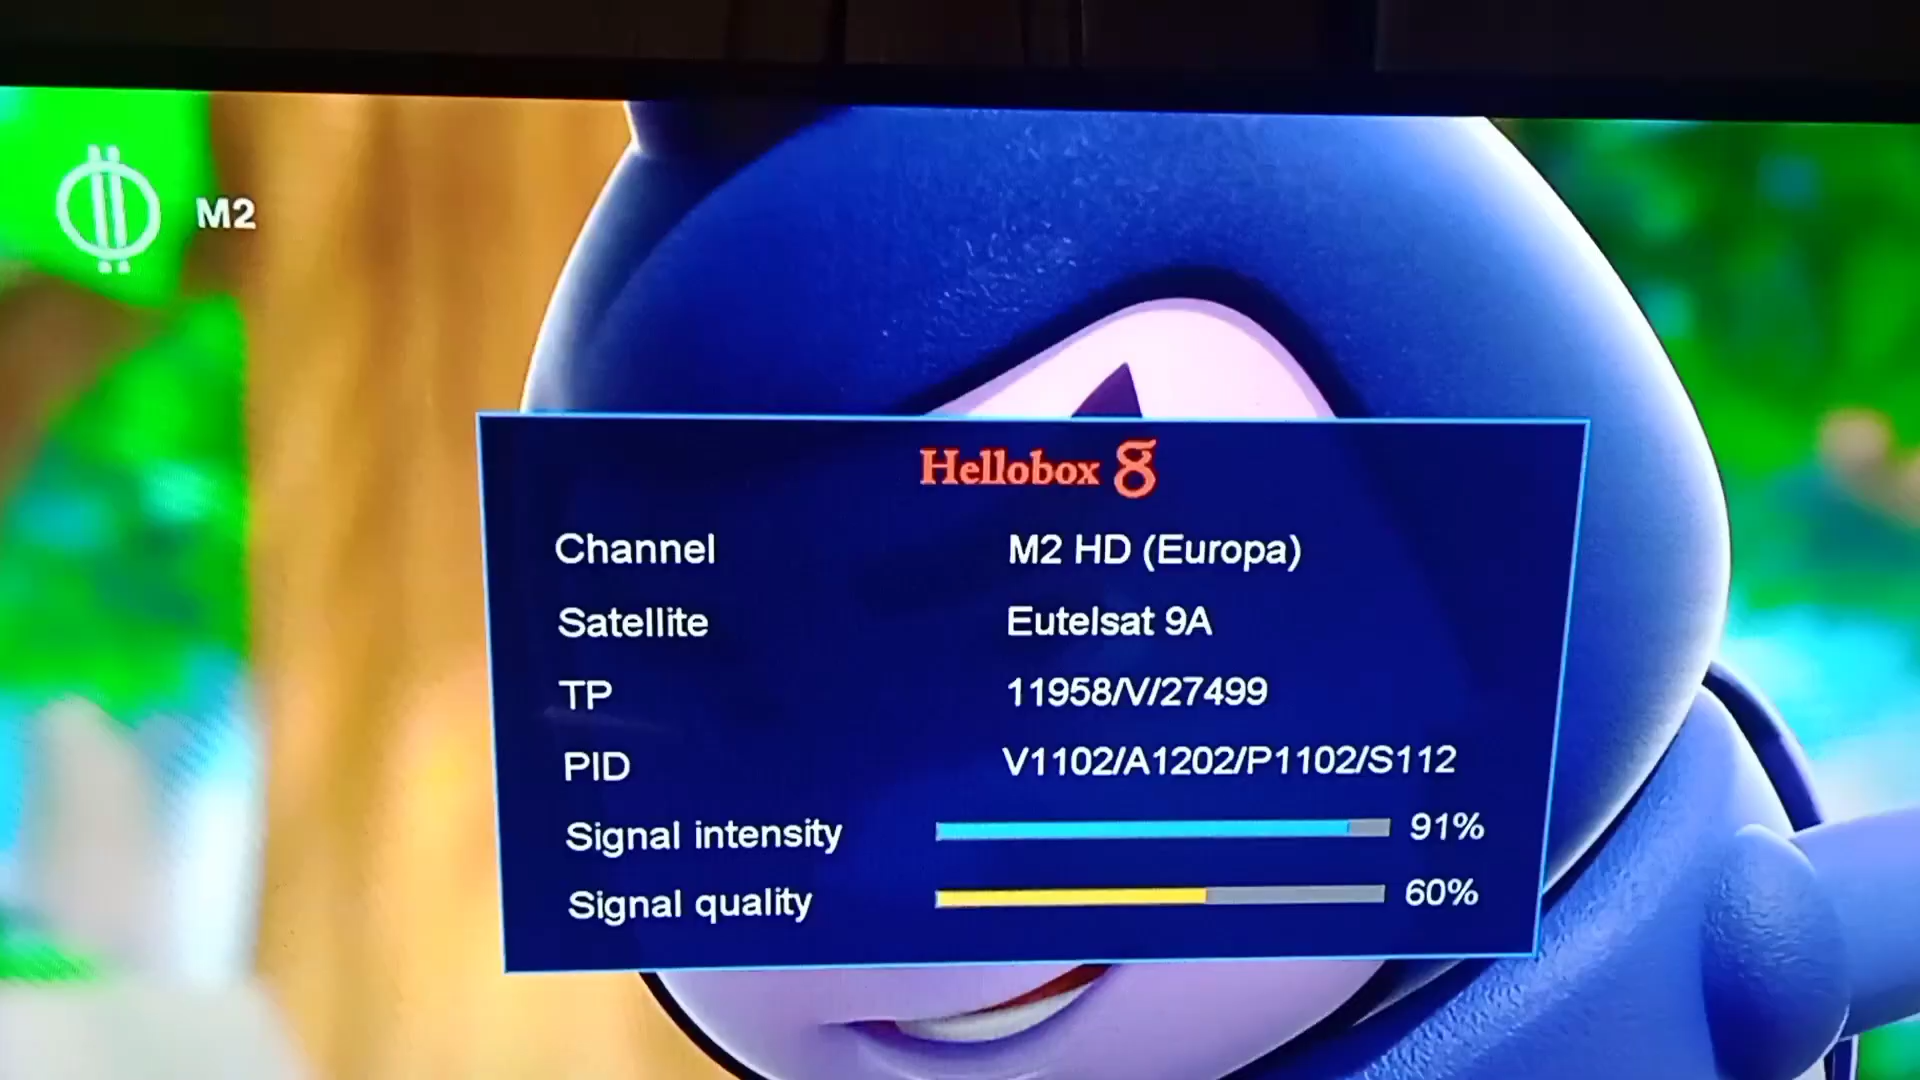 M2
Hellobox 8
Channel M2 HD (Europa)
Satellite Eutelsat 9A
TP 11958/V/27499
PID V1102/A1202/P1102/S112
Signal intensity 91%
Signal quality 60%